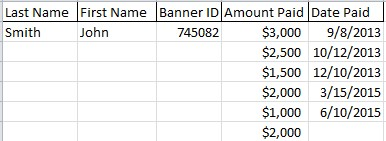 Last Name First Name Banner ID Amount Paid Date Paid
Smith John 745082 $3,000 9/8/2013
$2,500 10/12/2013
$1,500 12/10/2013
$2,000 3/15/2015
$1,000 6/10/2015
$2,000